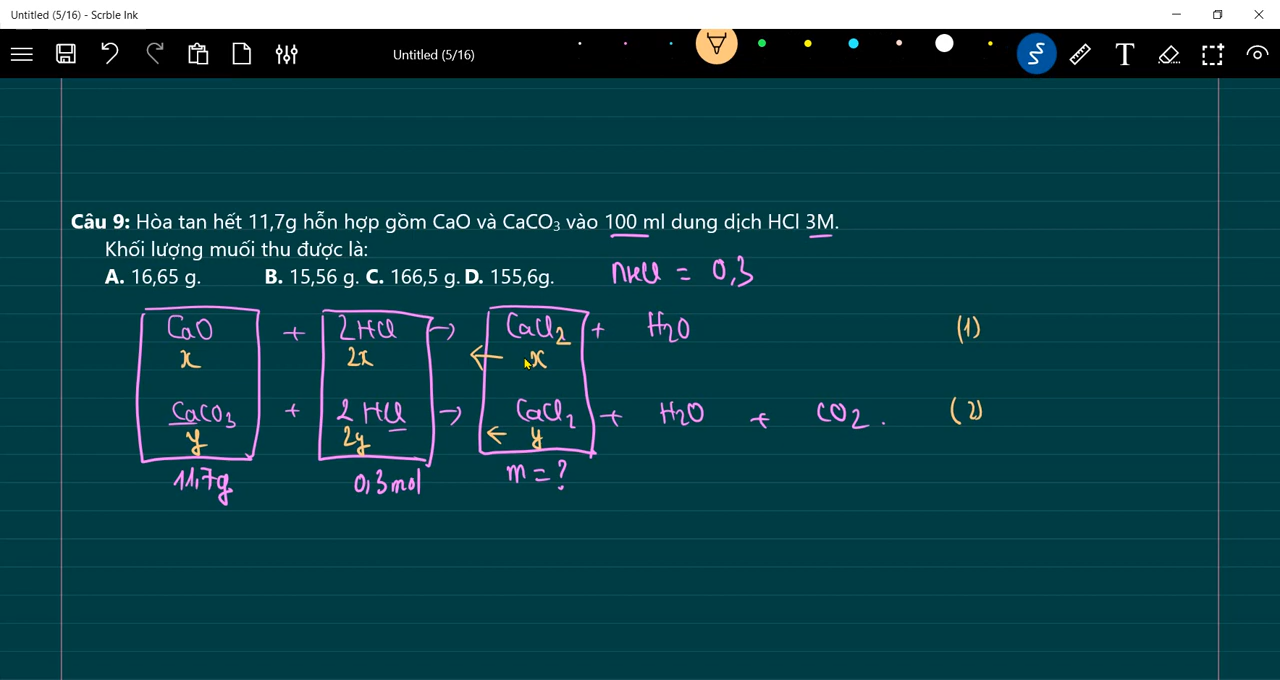 Untitled (5/16) - Scrble Ink
Untitled (5/16)
T
Câu 9: Hòa tan hết 11,7g hỗn hợp gồm CaO và CaCO₃ vào 100 ml dung dịch HCl 3M.
Khối lượng muối thu được là:
A. 16,65 g. B. 15,56 g. C. 166,5 g. D. 155,6g.
nHCl = 0,3
CaO + 2HCl → CaCl₂ + H₂O (1)
x 2x ← x
CaCO₃ + 2HCl → CaCl₂ + H₂O + CO₂. (2)
y 2y ← y
11,7g 0,3mol m = ?